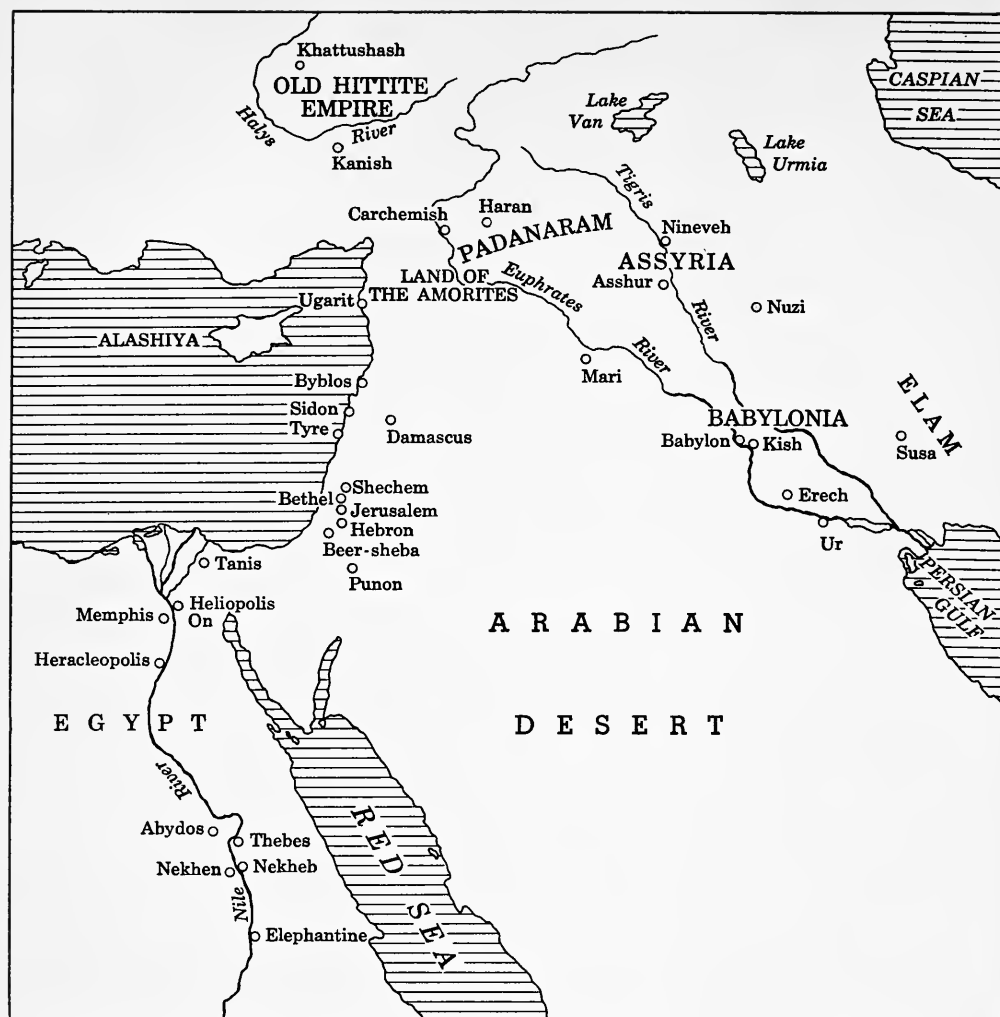 Khattushash
OLD HITTITE
EMPIRE
Halys
River
Kanish
Lake
Van
Lake
Urmia
CASPIAN
SEA
Tigris
River
Carchemish
Haran
PADANARAM
Nineveh
ASSYRIA
Asshur
Nuzi
LAND OF
THE AMORITES
Euphrates
River
Ugarit
ALASHIYA
Mari
Byblos
Sidon
Tyre
Damascus
BABYLONIA
Babylon
Kish
ELAM
Susa
Shechem
Bethel
Jerusalem
Hebron
Beer-sheba
Punon
Erech
Ur
PERSIAN
GULF
Tanis
Memphis
Heliopolis
On
Heracleopolis
ARABIAN
DESERT
EGYPT
River
Nile
Abydos
Thebes
Nekhen
Nekheb
Elephantine
RED SEA